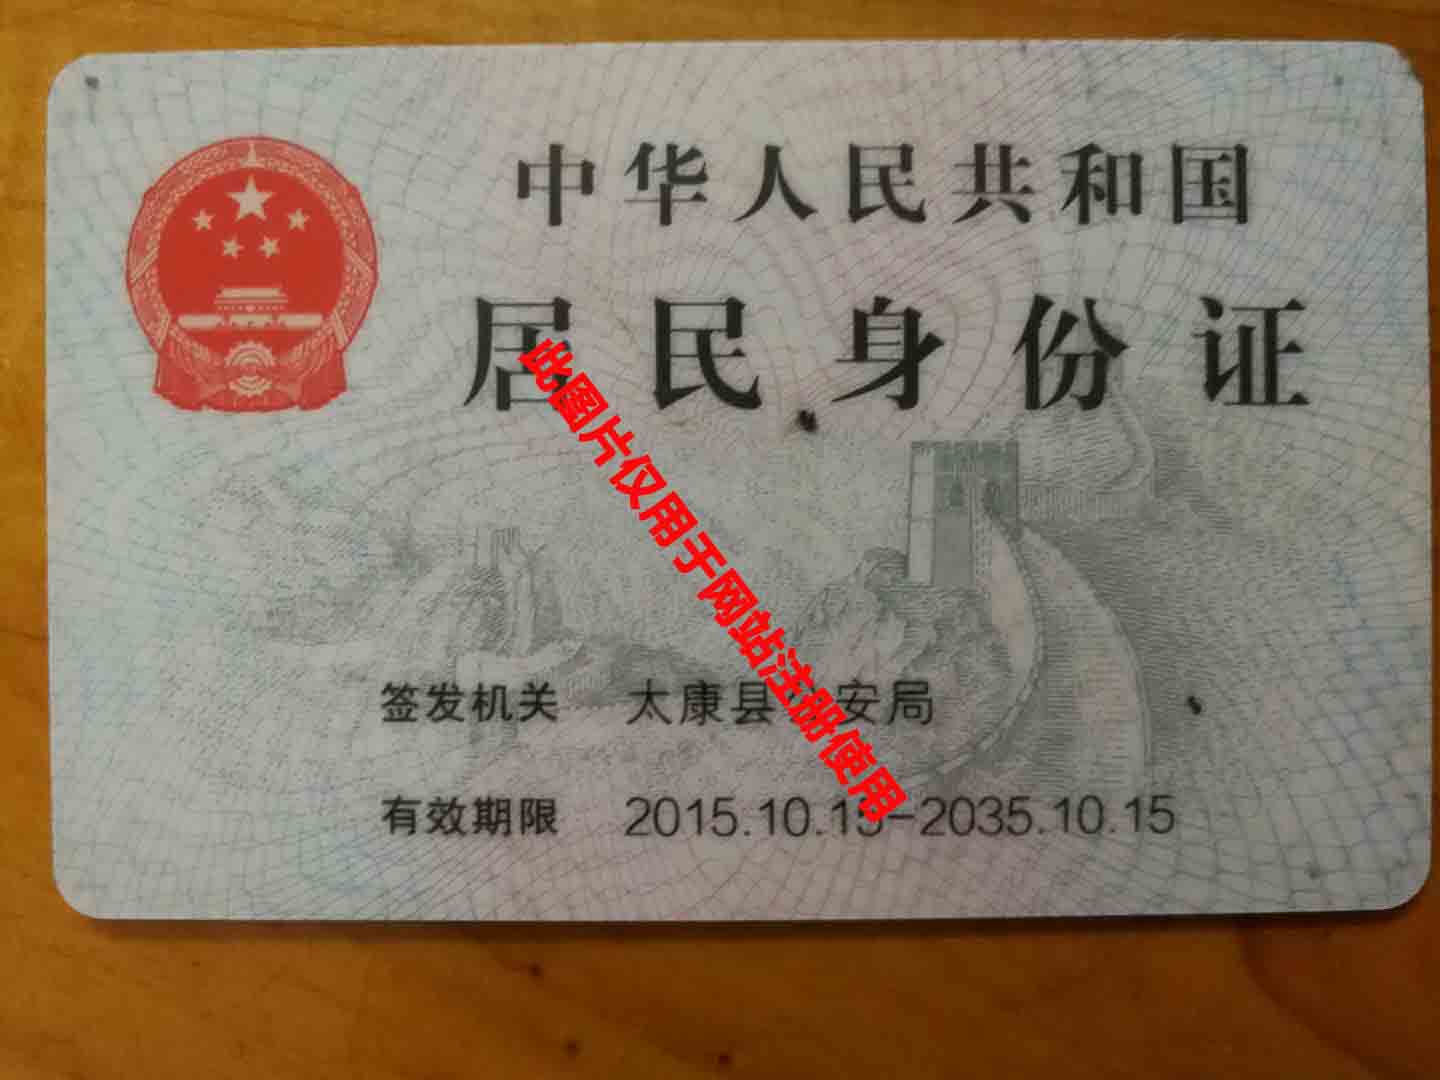 中华人民共和国
居民身份证
此图片仅用于网站注册使用
签发机关 太康县公安局
有效期限 2015.10.15-2035.10.15